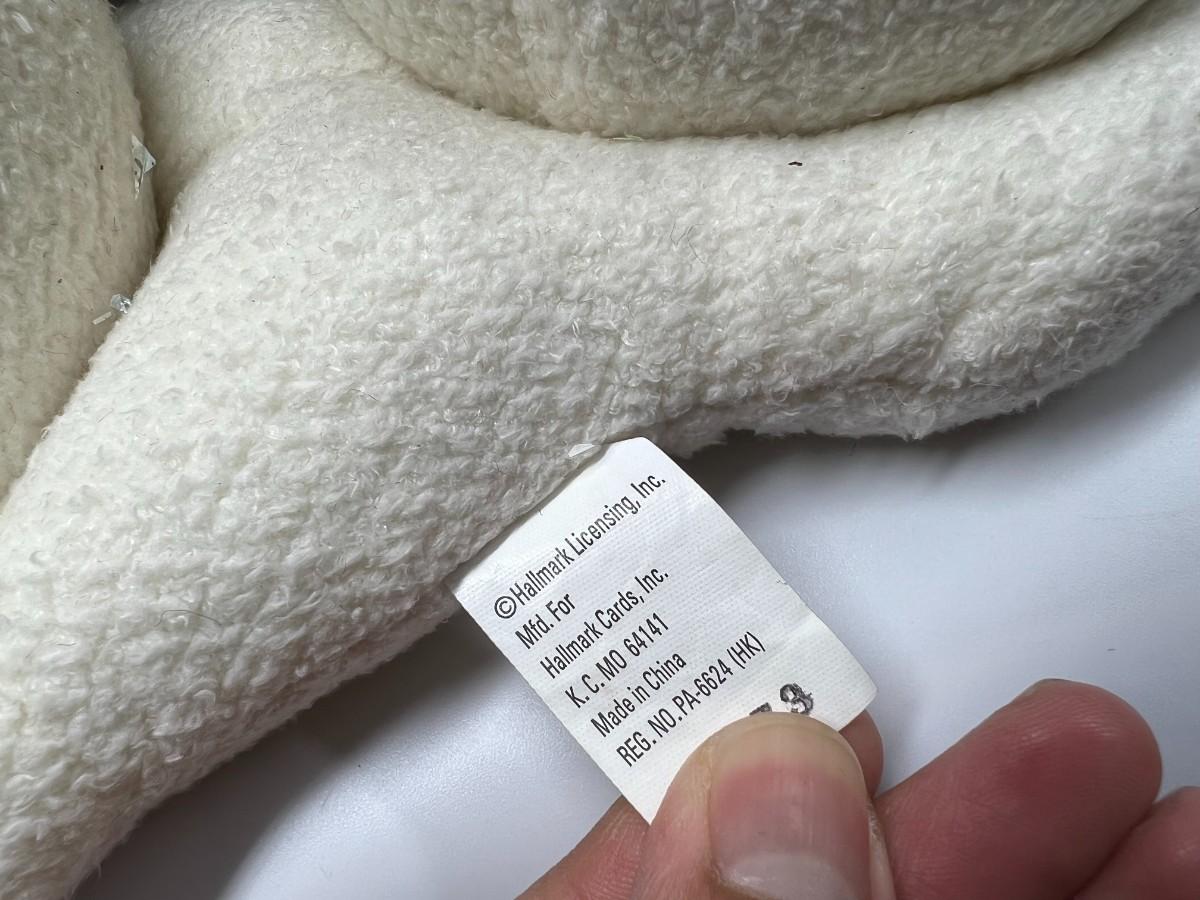 ©Hallmark Licensing, Inc.
Mfd. For
Hallmark Cards, Inc.
K. C. MO 64141
Made in China
REG. NO. PA-6624 (HK)